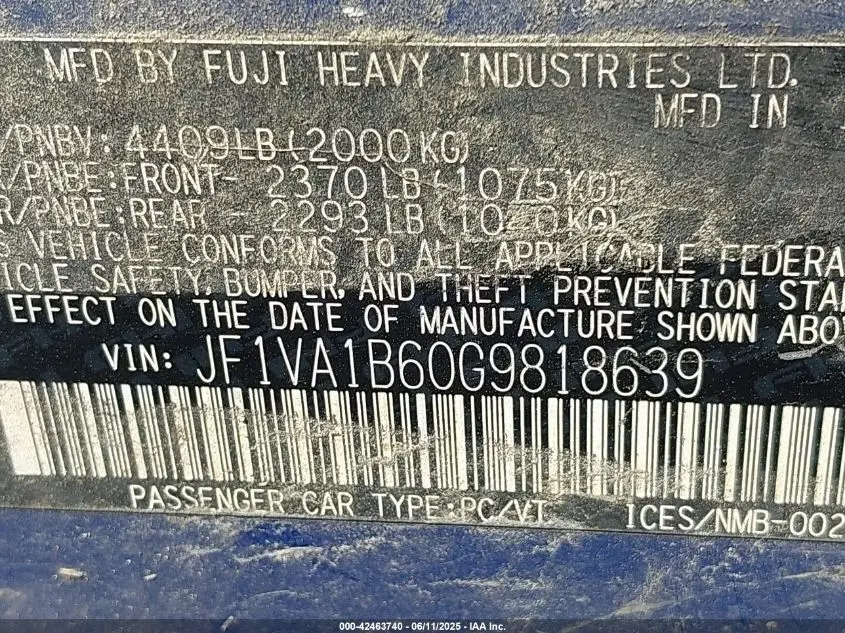 MFD BY FUJI HEAVY INDUSTRIES LTD.
MFD IN
/PNBV: 4409LB(2000KG)
/PNBE:FRONT- 2370LB(1075KG)
R/PNBE:REAR - 2293LB
S VEHICLE CONFORMS TO ALL APPLICABLE FEDERA
ICLE SAFETY, BUMPER, AND THEFT PREVENTION STA
EFFECT ON THE DATE OF MANUFACTURE SHOWN ABO
VIN: JF1VA1B60G9818639
PASSENGER CAR TYPE:PC/VT ICES/NMB-002
000-42463740 - 06/11/2025 - IAA Inc.